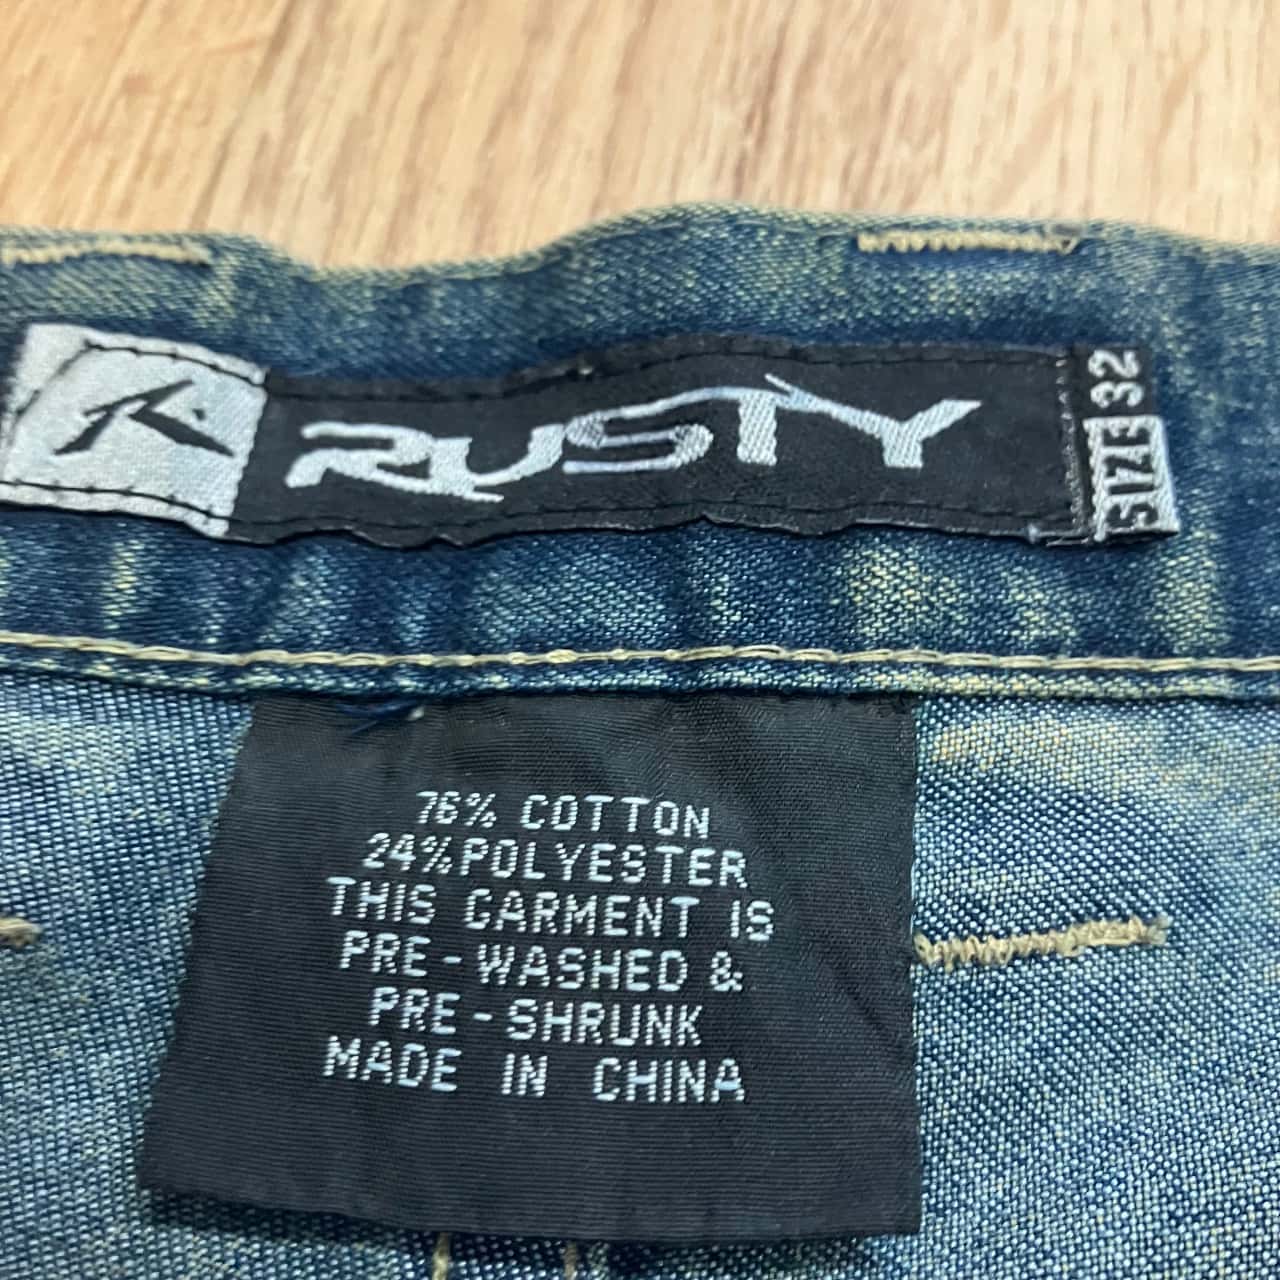 RUSTY
SIZE 32
76% COTTON
24% POLYESTER
THIS GARMENT IS
PRE-WASHED &
PRE-SHRUNK
MADE IN CHINA